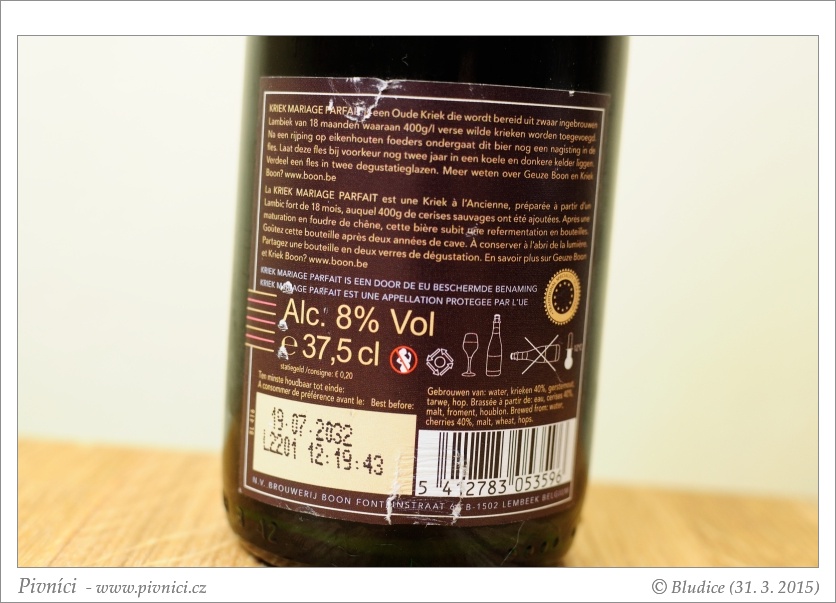 KRIEK MARIAGE PARFAIT is een Oude Kriek die wordt bereid uit zwaar ingebrouwen
Lambiek van 18 maanden waaraan 400g/l verse wilde krieken worden toegevoegd.
Na een rijping op eikenhouten foeders ondergaat dit bier nog een nagisting in de
fles. Laat deze fles bij voorkeur nog twee jaar in een koele en donkere kelder liggen.
Verdeel een fles in twee degustatieglazen. Meer weten over Geuze Boon en Kriek
Boon? www.boon.be
La KRIEK MARIAGE PARFAIT est une Kriek à l'Ancienne, préparée à partir d'un
Lambic fort de 18 mois, auquel 400g de cerises sauvages ont été ajoutées. Après une
maturation en foudre de chêne, cette bière subit une refermentation en bouteilles.
Goûtez cette bouteille après deux années de cave. À conserver à l'abri de la lumière.
Partagez une bouteille en deux verres de dégustation. En savoir plus sur Geuze Boon
et Kriek Boon? www.boon.be
KRIEK MARIAGE PARFAIT IS EEN DOOR DE EU BESCHERMDE BENAMING
KRIEK MARIAGE PARFAIT EST UNE APPELLATION PROTEGEE PAR L'UE
Alc. 8% Vol
℮ 37,5 cl
statiegeld /consigne: € 0,20
Ten minste houdbaar tot einde:
A consommer de préférence avant le: Best before:
19.07.2032
L2201 12:19:43
Gebrouwen van: water, krieken 40%, gerstemout,
tarwe, hop. Brassée à partir de: eau, cerises 40%,
malt, froment, houblon. Brewed from: water,
cherries 40%, malt, wheat, hops.
5 412783 053596
N.V. BROUWERIJ BOON FONTEINSTRAAT B-1502 LEMBEEK BELGIUM
Pivníci - www.pivnici.cz
© Bludice (31. 3. 2015)